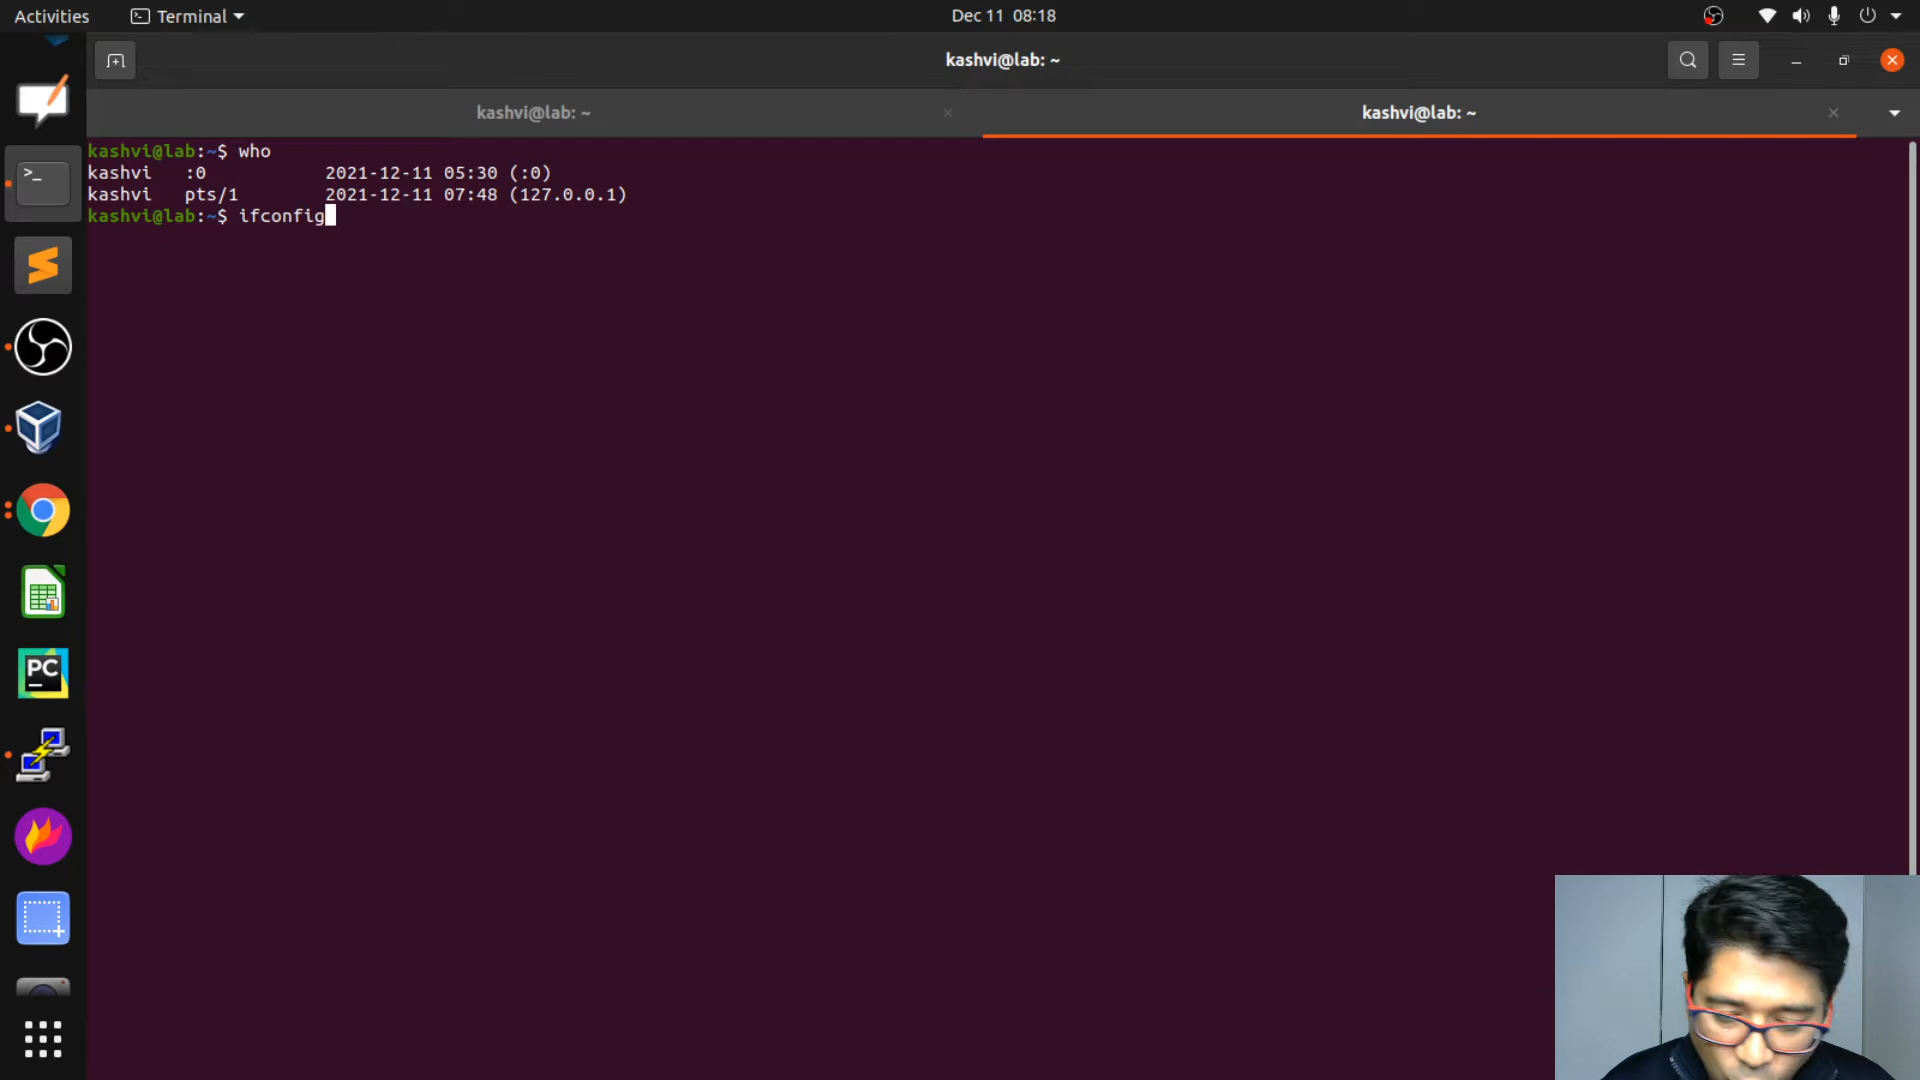 Activities
Terminal
Dec 11 08:18
kashvi@lab: ~
kashvi@lab: ~
kashvi@lab: ~
kashvi@lab:~$ who
kashvi   :0           2021-12-11 05:30 (:0)
kashvi   pts/1        2021-12-11 07:48 (127.0.0.1)
kashvi@lab:~$ ifconfig
>_
PC